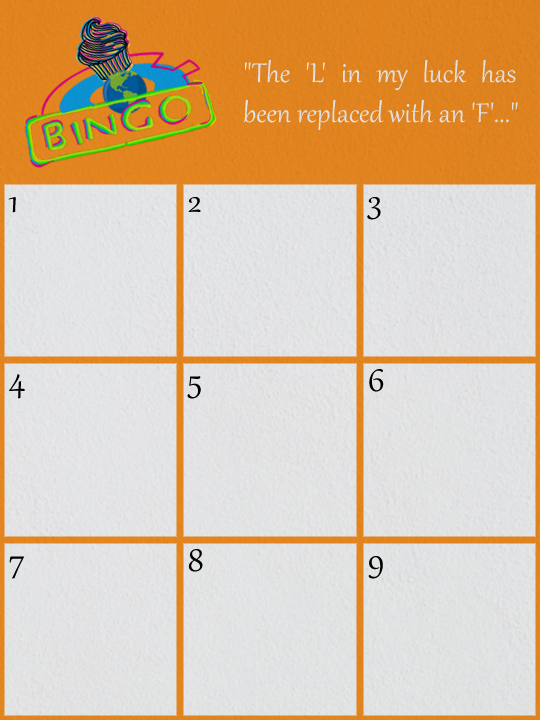 BINGO
"The 'L' in my luck has
been replaced with an 'F'..."
1 2 3
4 5 6
7 8 9